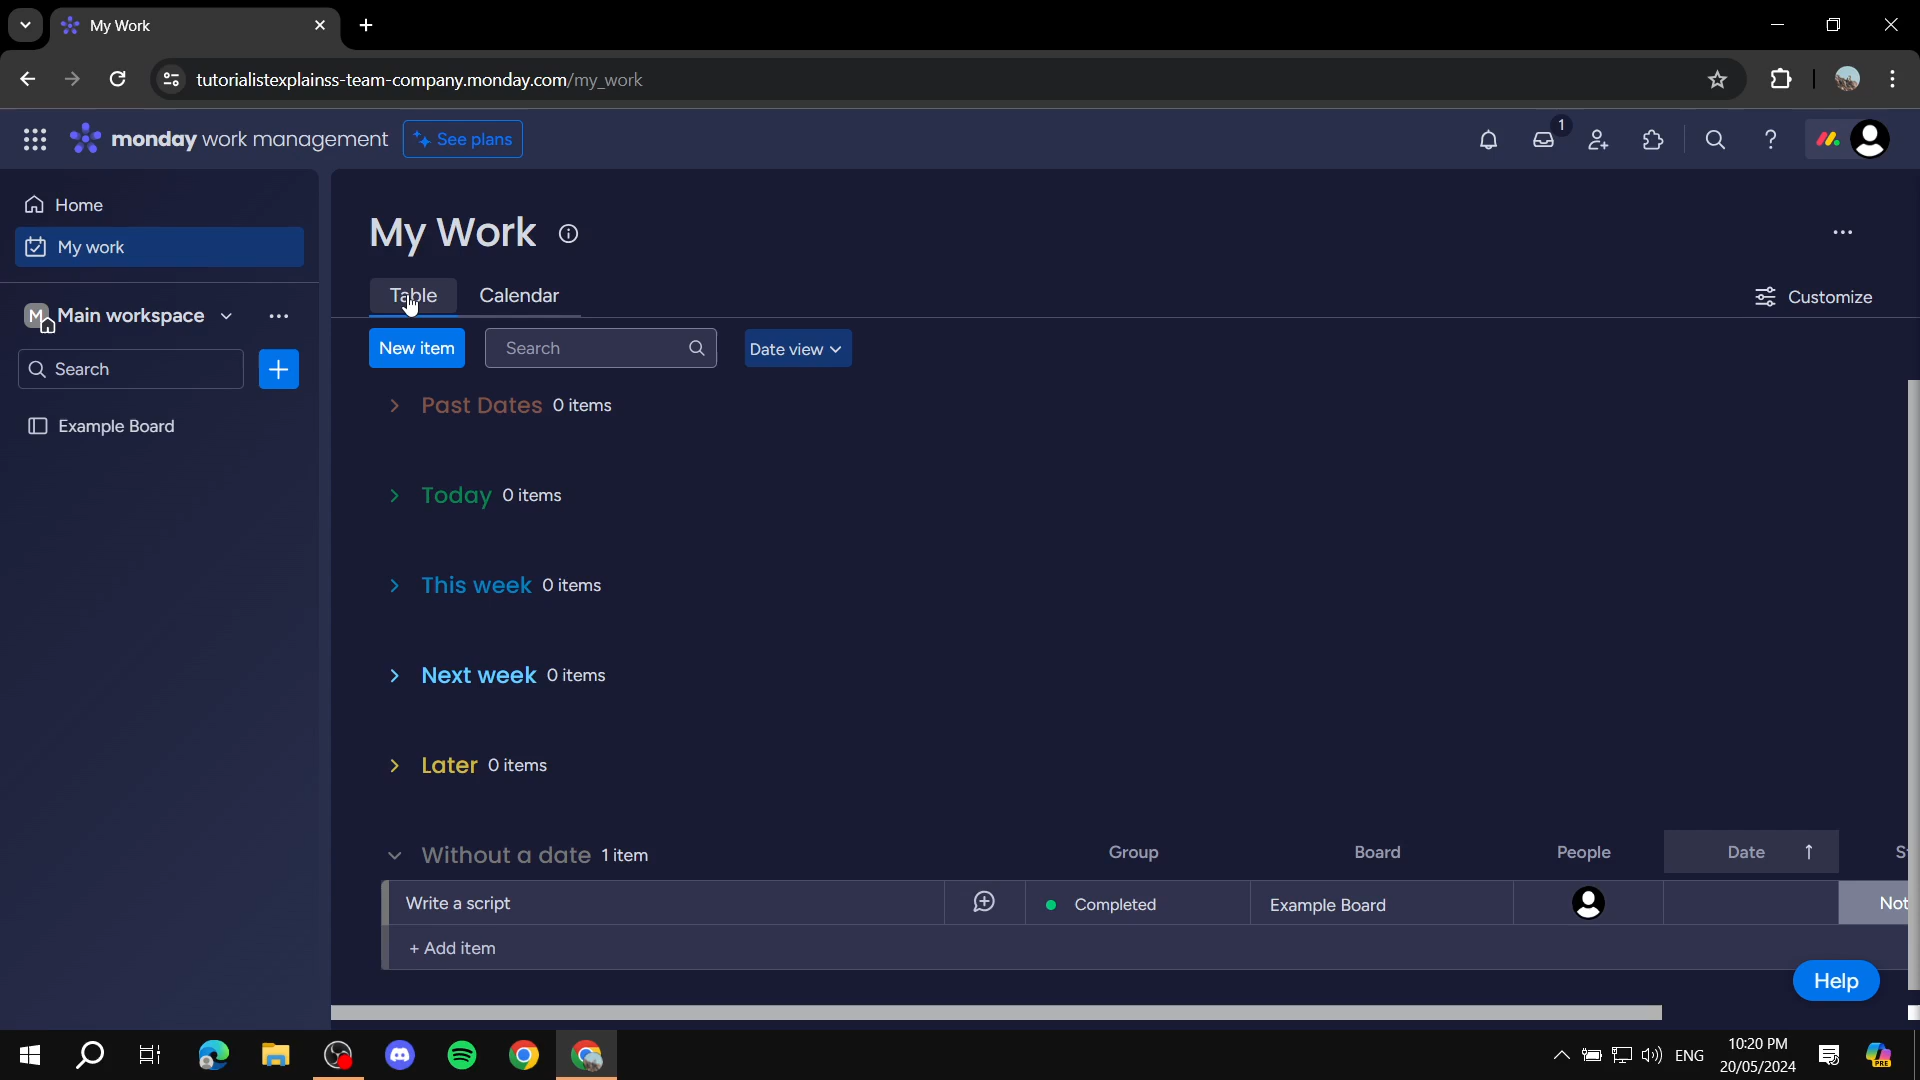 My Work
tutorialistexplainss-team-company.monday.com/my_work
monday work management
See plans
1
Home
My work
M Main workspace
Search
Example Board
My Work
Table
Calendar
Customize
New item
Search
Date view
Past Dates 0 items
Today 0 items
This week 0 items
Next week 0 items
Later 0 items
Without a date 1 item
Group
Board
People
Date
Write a script
Completed
Example Board
Not
+ Add item
Help
ENG
10:20 PM
20/05/2024
PRE